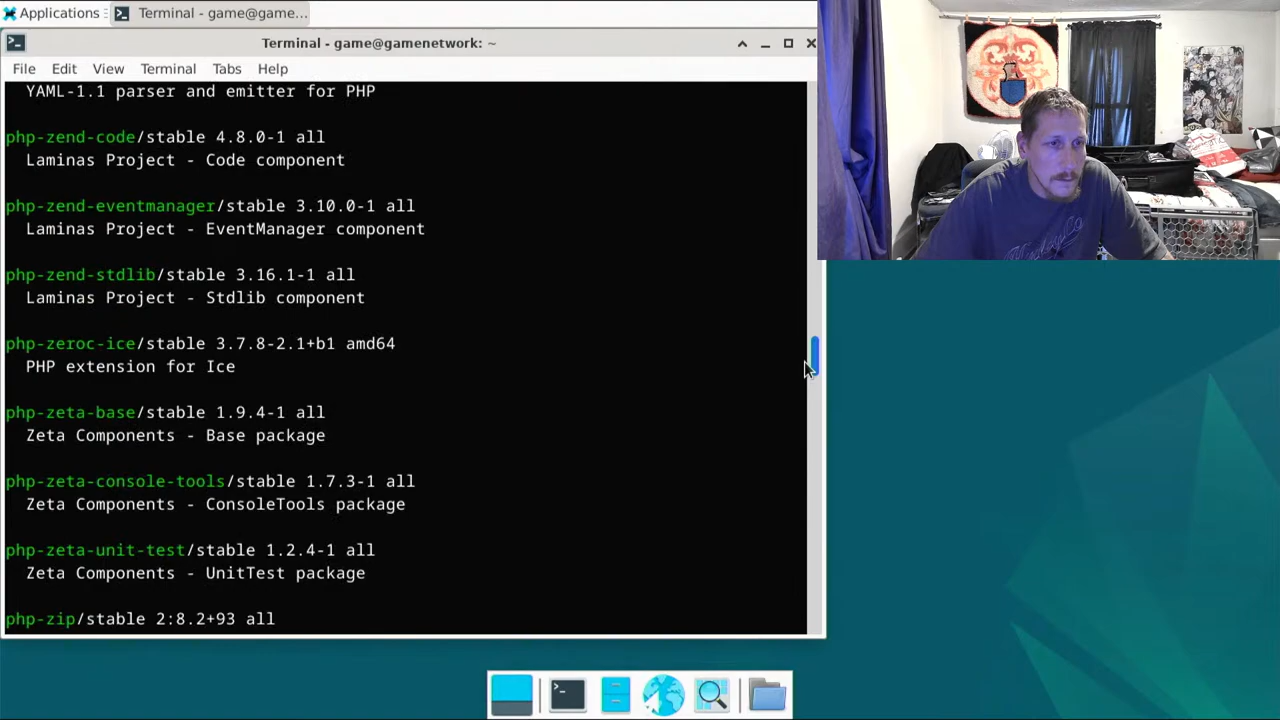 Applications
Terminal - game@game...
Terminal - game@gamenetwork: ~
File Edit View Terminal Tabs Help
YAML-1.1 parser and emitter for PHP
php-zend-code/stable 4.8.0-1 all
Laminas Project - Code component
php-zend-eventmanager/stable 3.10.0-1 all
Laminas Project - EventManager component
php-zend-stdlib/stable 3.16.1-1 all
Laminas Project - Stdlib component
php-zeroc-ice/stable 3.7.8-2.1+b1 amd64
PHP extension for Ice
php-zeta-base/stable 1.9.4-1 all
Zeta Components - Base package
php-zeta-console-tools/stable 1.7.3-1 all
Zeta Components - ConsoleTools package
php-zeta-unit-test/stable 1.2.4-1 all
Zeta Components - UnitTest package
php-zip/stable 2:8.2+93 all